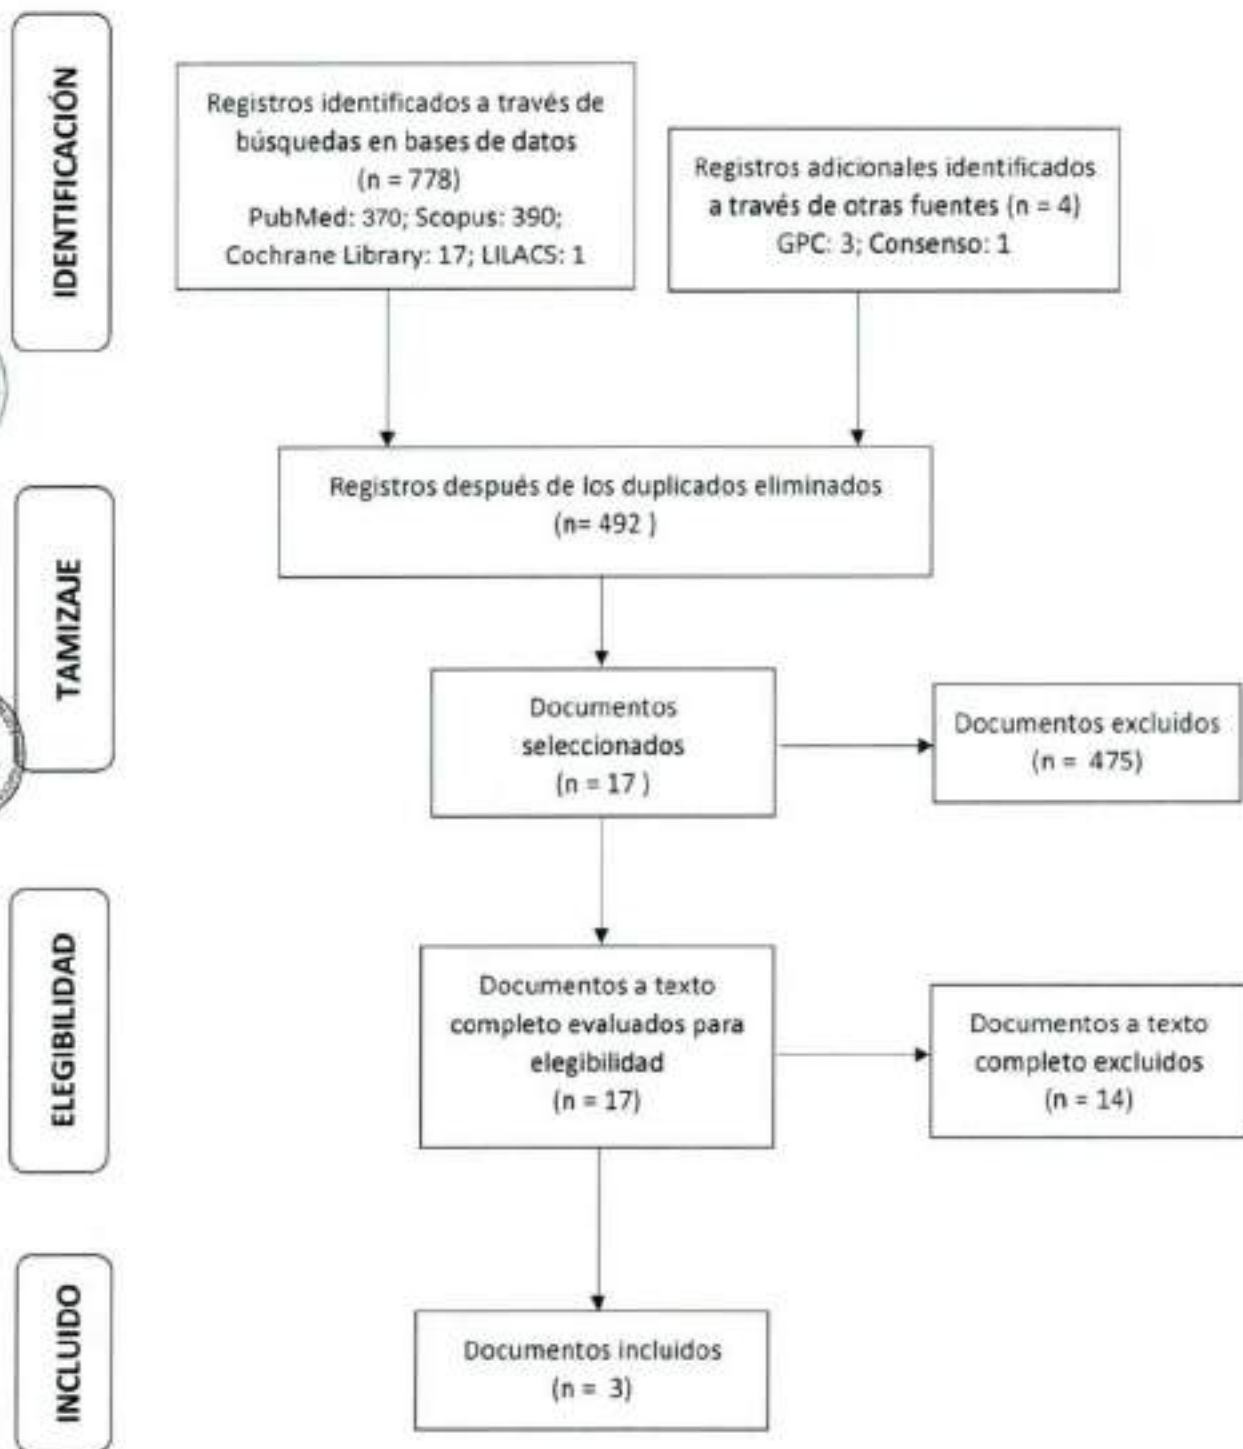 IDENTIFICACIÓN
Registros identificados a través de
búsquedas en bases de datos
(n = 778)
PubMed: 370; Scopus: 390;
Cochrane Library: 17; LILACS: 1
Registros adicionales identificados
a través de otras fuentes (n = 4)
GPC: 3; Consenso: 1
TAMIZAJE
Registros después de los duplicados eliminados
(n= 492 )
Documentos
seleccionados
(n = 17 )
Documentos excluidos
(n = 475)
ELEGIBILIDAD
Documentos a texto
completo evaluados para
elegibilidad
(n = 17)
Documentos a texto
completo excluidos
(n = 14)
INCLUIDO
Documentos incluidos
(n = 3)